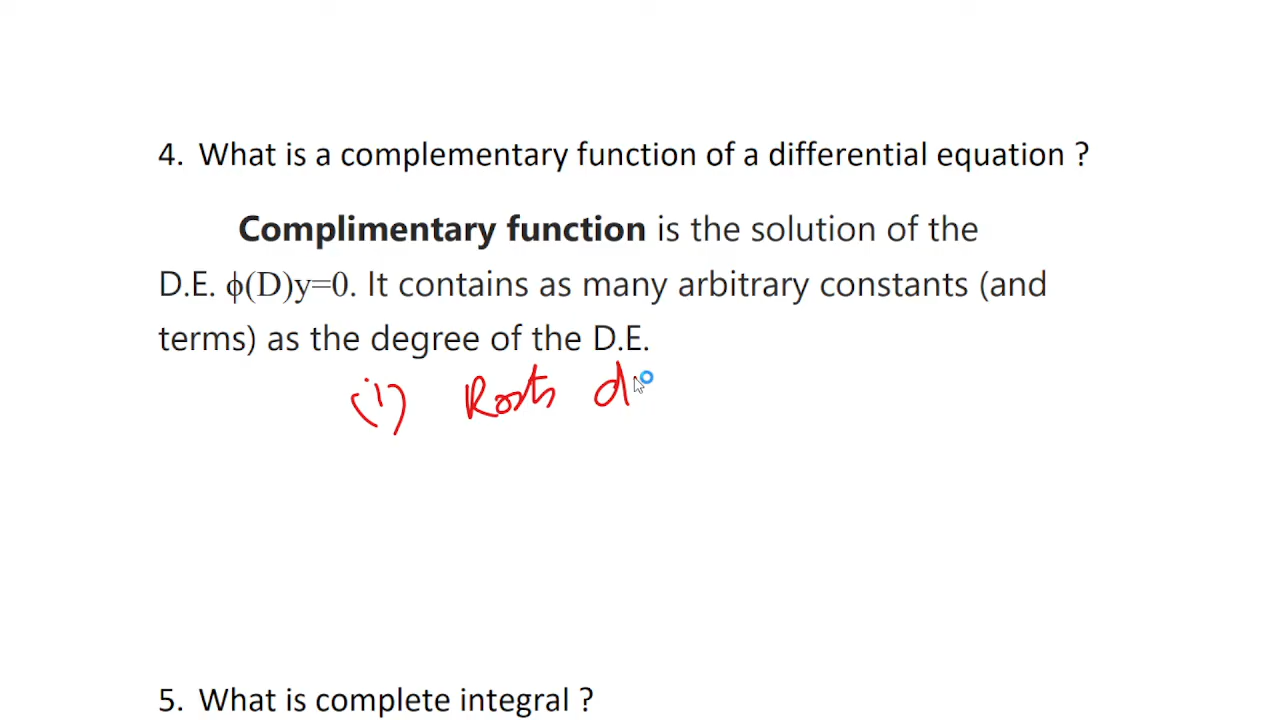 4. What is a complementary function of a differential equation ?
Complimentary function is the solution of the
D.E. ϕ(D)y=0. It contains as many arbitrary constants (and
terms) as the degree of the D.E.
(i) Roots d
5. What is complete integral ?